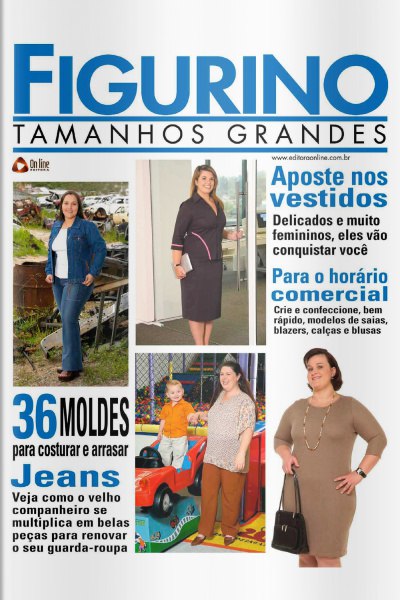 FIGURINO
TAMANHOS GRANDES
On line
EDITORA
www.editoraonline.com.br
Aposte nos
vestidos
Delicados e muito
femininos, eles vão
conquistar você
Para o horário
comercial
Crie e confeccione, bem
rápido, modelos de saias,
blazers, calças e blusas
36 MOLDES
para costurar e arrasar
Jeans
Veja como o velho
companheiro se
multiplica em belas
peças para renovar
o seu guarda-roupa